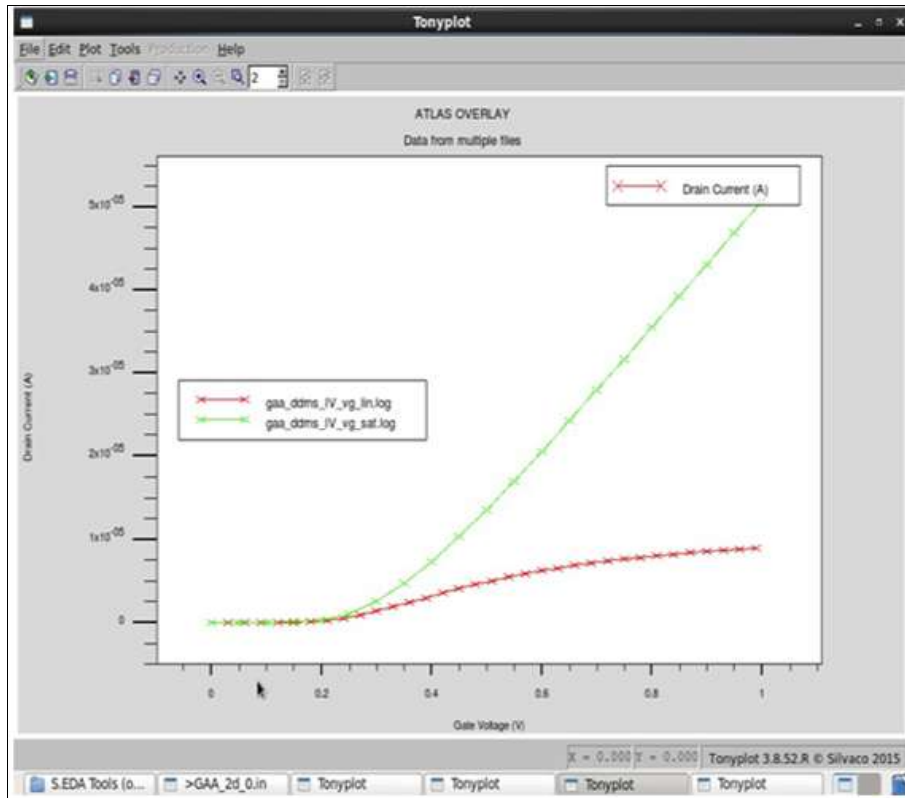 Tonyplot
File Edit Plot Tools Production Help
2
ATLAS OVERLAY
Data from multiple files
Drain Current (A)
5x10-05
4x10-05
3x10-05
gaa_ddms_IV_vg_lin.log
gaa_ddms_IV_vg_sat.log
Drain Current (A)
2x10-05
1x10-05
0
0 0.2 0.4 0.6 0.8 1
Gate Voltage (V)
X = 0.000 Y = 0.000 Tonyplot 3.8.52.R © Silvaco 2015
S.EDA Tools (o... >GAA_2d_0.in Tonyplot Tonyplot Tonyplot Tonyplot